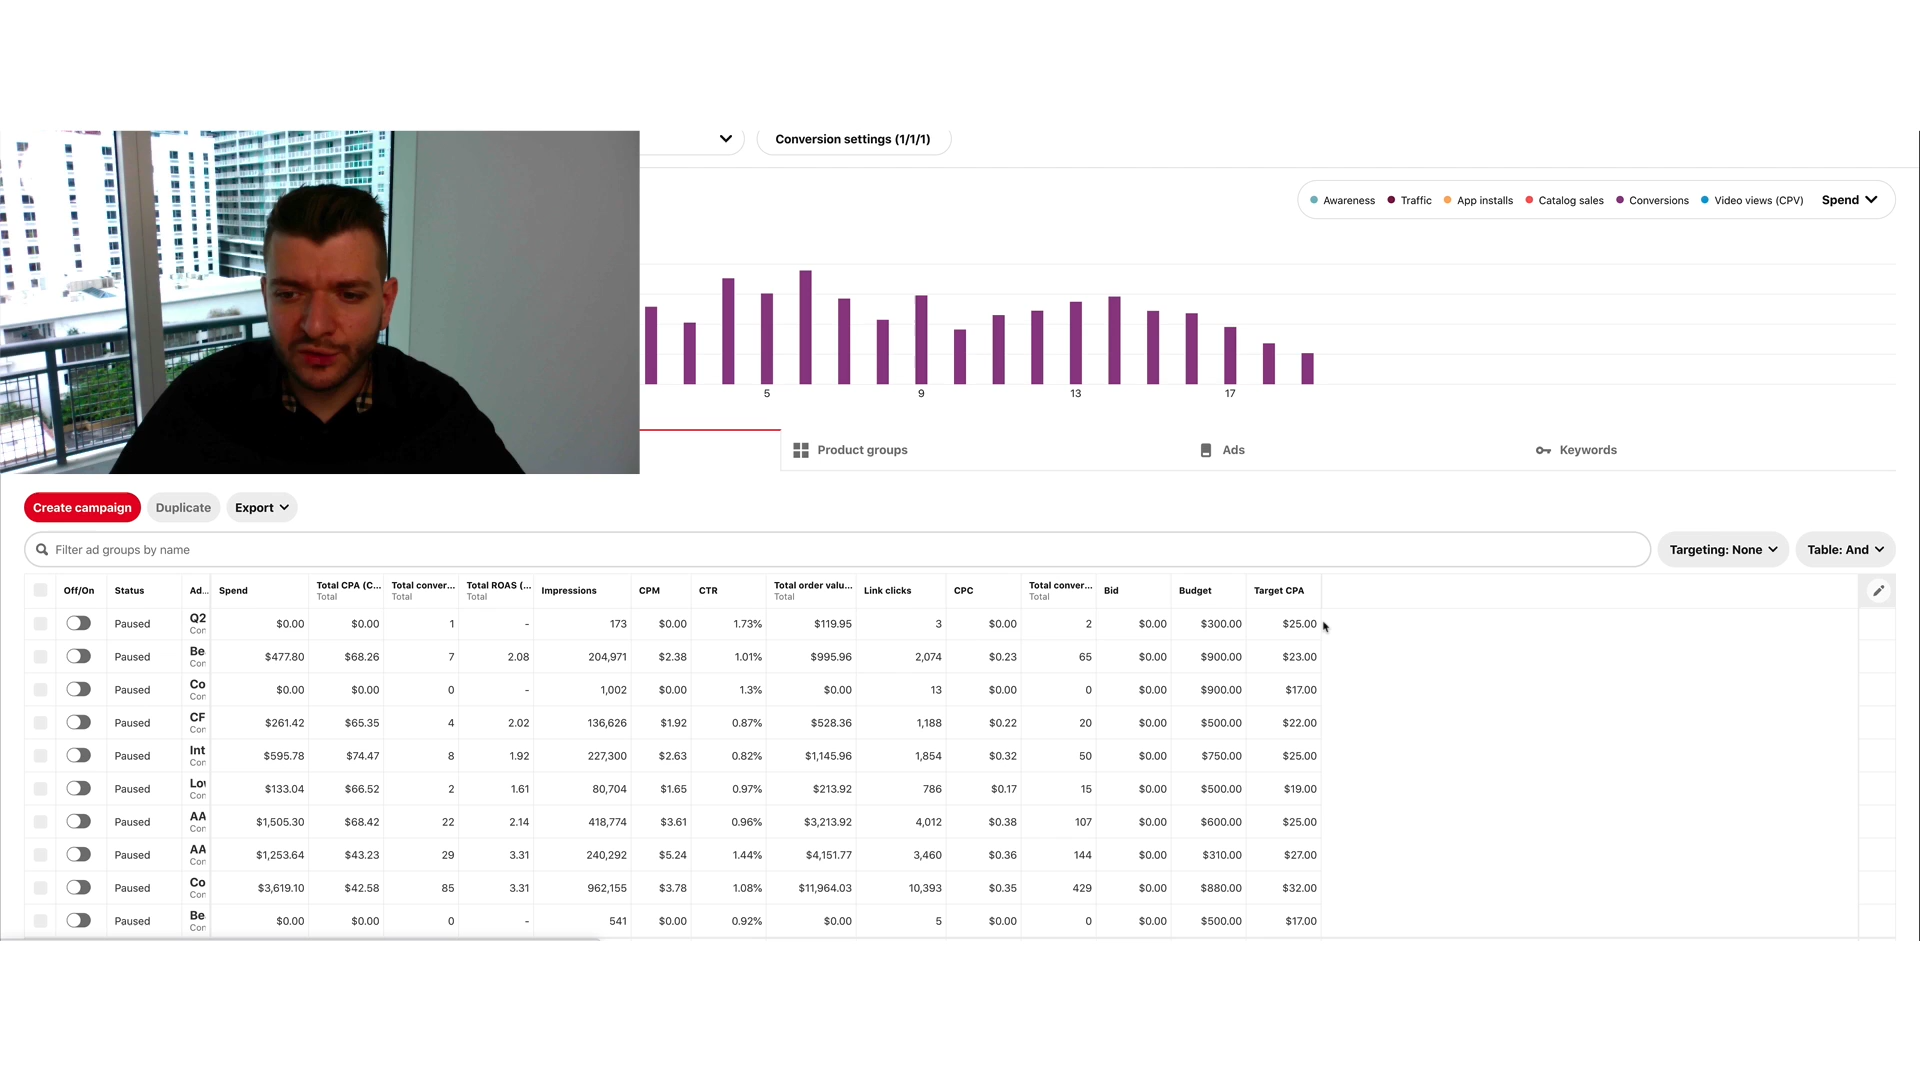 Conversion settings (1/1/1)
Awareness Traffic App installs Catalog sales Conversions Video views (CPV) Spend
5 9 13 17
Product groups Ads Keywords
Create campaign Duplicate Export
Filter ad groups by name Targeting: None Table: And
Off/On Status Ad... Spend Total CPA (C... Total conver... Total ROAS (... Impressions CPM CTR Total order valu... Link clicks CPC Total conver... Bid Budget Target CPA
Total Total Total Total Total
Paused Q2 $0.00 $0.00 1 - 173 $0.00 1.73% $119.95 3 $0.00 2 $0.00 $300.00 $25.00
Con
Paused Be $477.80 $68.26 7 2.08 204,971 $2.38 1.01% $995.96 2,074 $0.23 65 $0.00 $900.00 $23.00
Con
Paused Co $0.00 $0.00 0 - 1,002 $0.00 1.3% $0.00 13 $0.00 0 $0.00 $900.00 $17.00
Con
Paused CF $261.42 $65.35 4 2.02 136,626 $1.92 0.87% $528.36 1,188 $0.22 20 $0.00 $500.00 $22.00
Con
Paused Int $595.78 $74.47 8 1.92 227,300 $2.63 0.82% $1,145.96 1,854 $0.32 50 $0.00 $750.00 $25.00
Con
Paused Lo $133.04 $66.52 2 1.61 80,704 $1.65 0.97% $213.92 786 $0.17 15 $0.00 $500.00 $19.00
Con
Paused AA $1,505.30 $68.42 22 2.14 418,774 $3.61 0.96% $3,213.92 4,012 $0.38 107 $0.00 $600.00 $25.00
Con
Paused AA $1,253.64 $43.23 29 3.31 240,292 $5.24 1.44% $4,151.77 3,460 $0.36 144 $0.00 $310.00 $27.00
Con
Paused Co $3,619.10 $42.58 85 3.31 962,155 $3.78 1.08% $11,964.03 10,393 $0.35 429 $0.00 $880.00 $32.00
Con
Paused Be $0.00 $0.00 0 - 541 $0.00 0.92% $0.00 5 $0.00 0 $0.00 $500.00 $17.00
Con